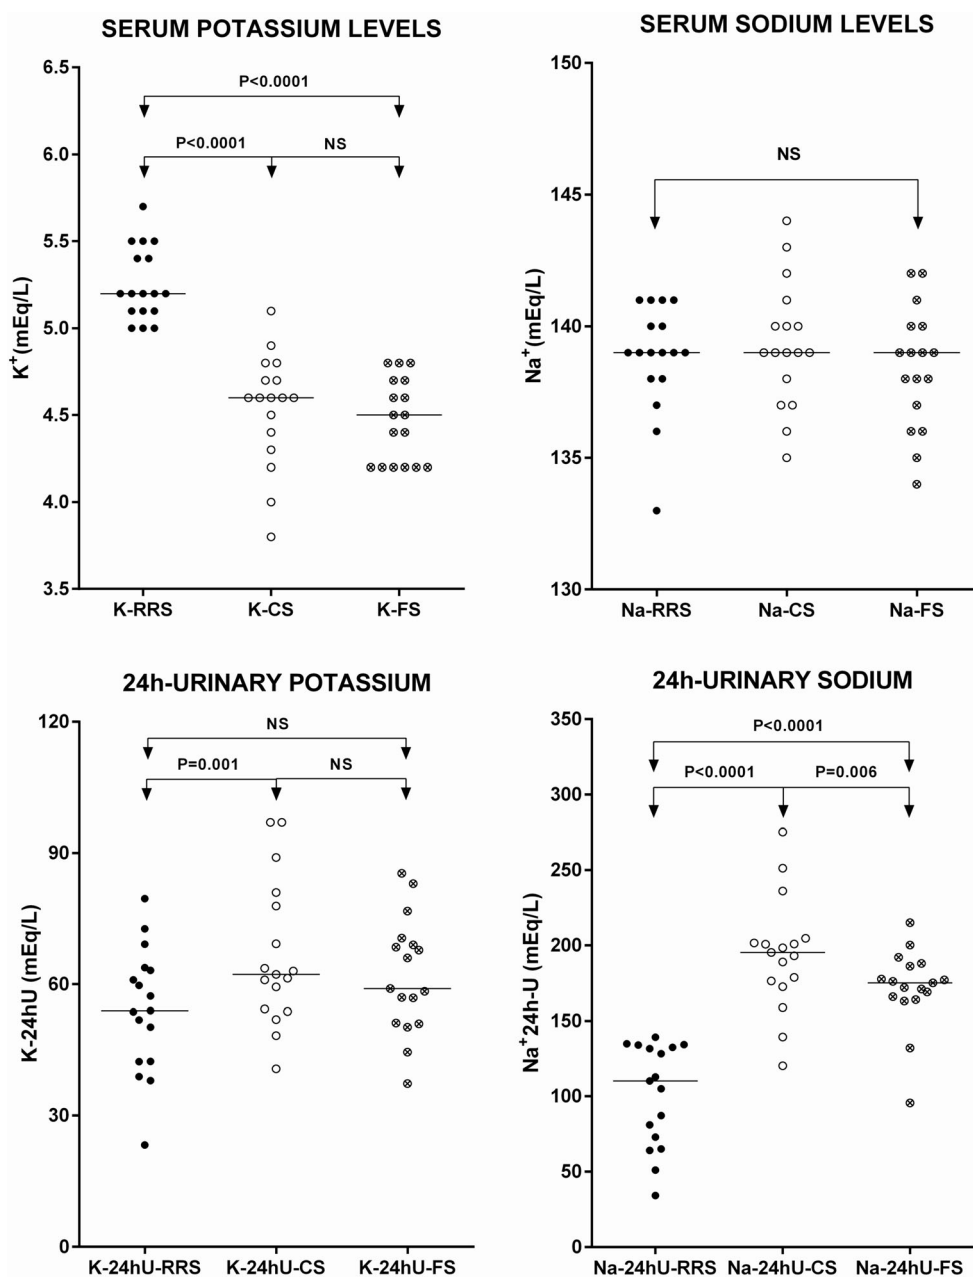 SERUM POTASSIUM LEVELS
6.5
6.0
5.5
5.0
4.5
4.0
3.5
K⁺(mEq/L)
P<0.0001
P<0.0001
NS
K-RRS
K-CS
K-FS
SERUM SODIUM LEVELS
150
145
140
135
130
Na⁺(mEq/L)
NS
Na-RRS
Na-CS
Na-FS
24h-URINARY POTASSIUM
120
90
60
30
0
K-24hU (mEq/L)
NS
P=0.001
NS
K-24hU-RRS
K-24hU-CS
K-24hU-FS
24h-URINARY SODIUM
350
300
250
200
150
100
50
0
Na⁺24h-U (mEq/L)
P<0.0001
P<0.0001
P=0.006
Na-24hU-RRS
Na-24hU-CS
Na-24hU-FS